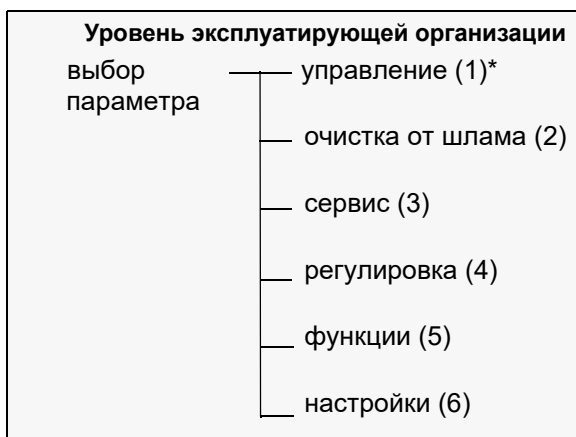 Уровень эксплуатирующей организации
выбор управление (1)*
параметра
очистка от шлама (2)
сервис (3)
регулировка (4)
функции (5)
настройки (6)